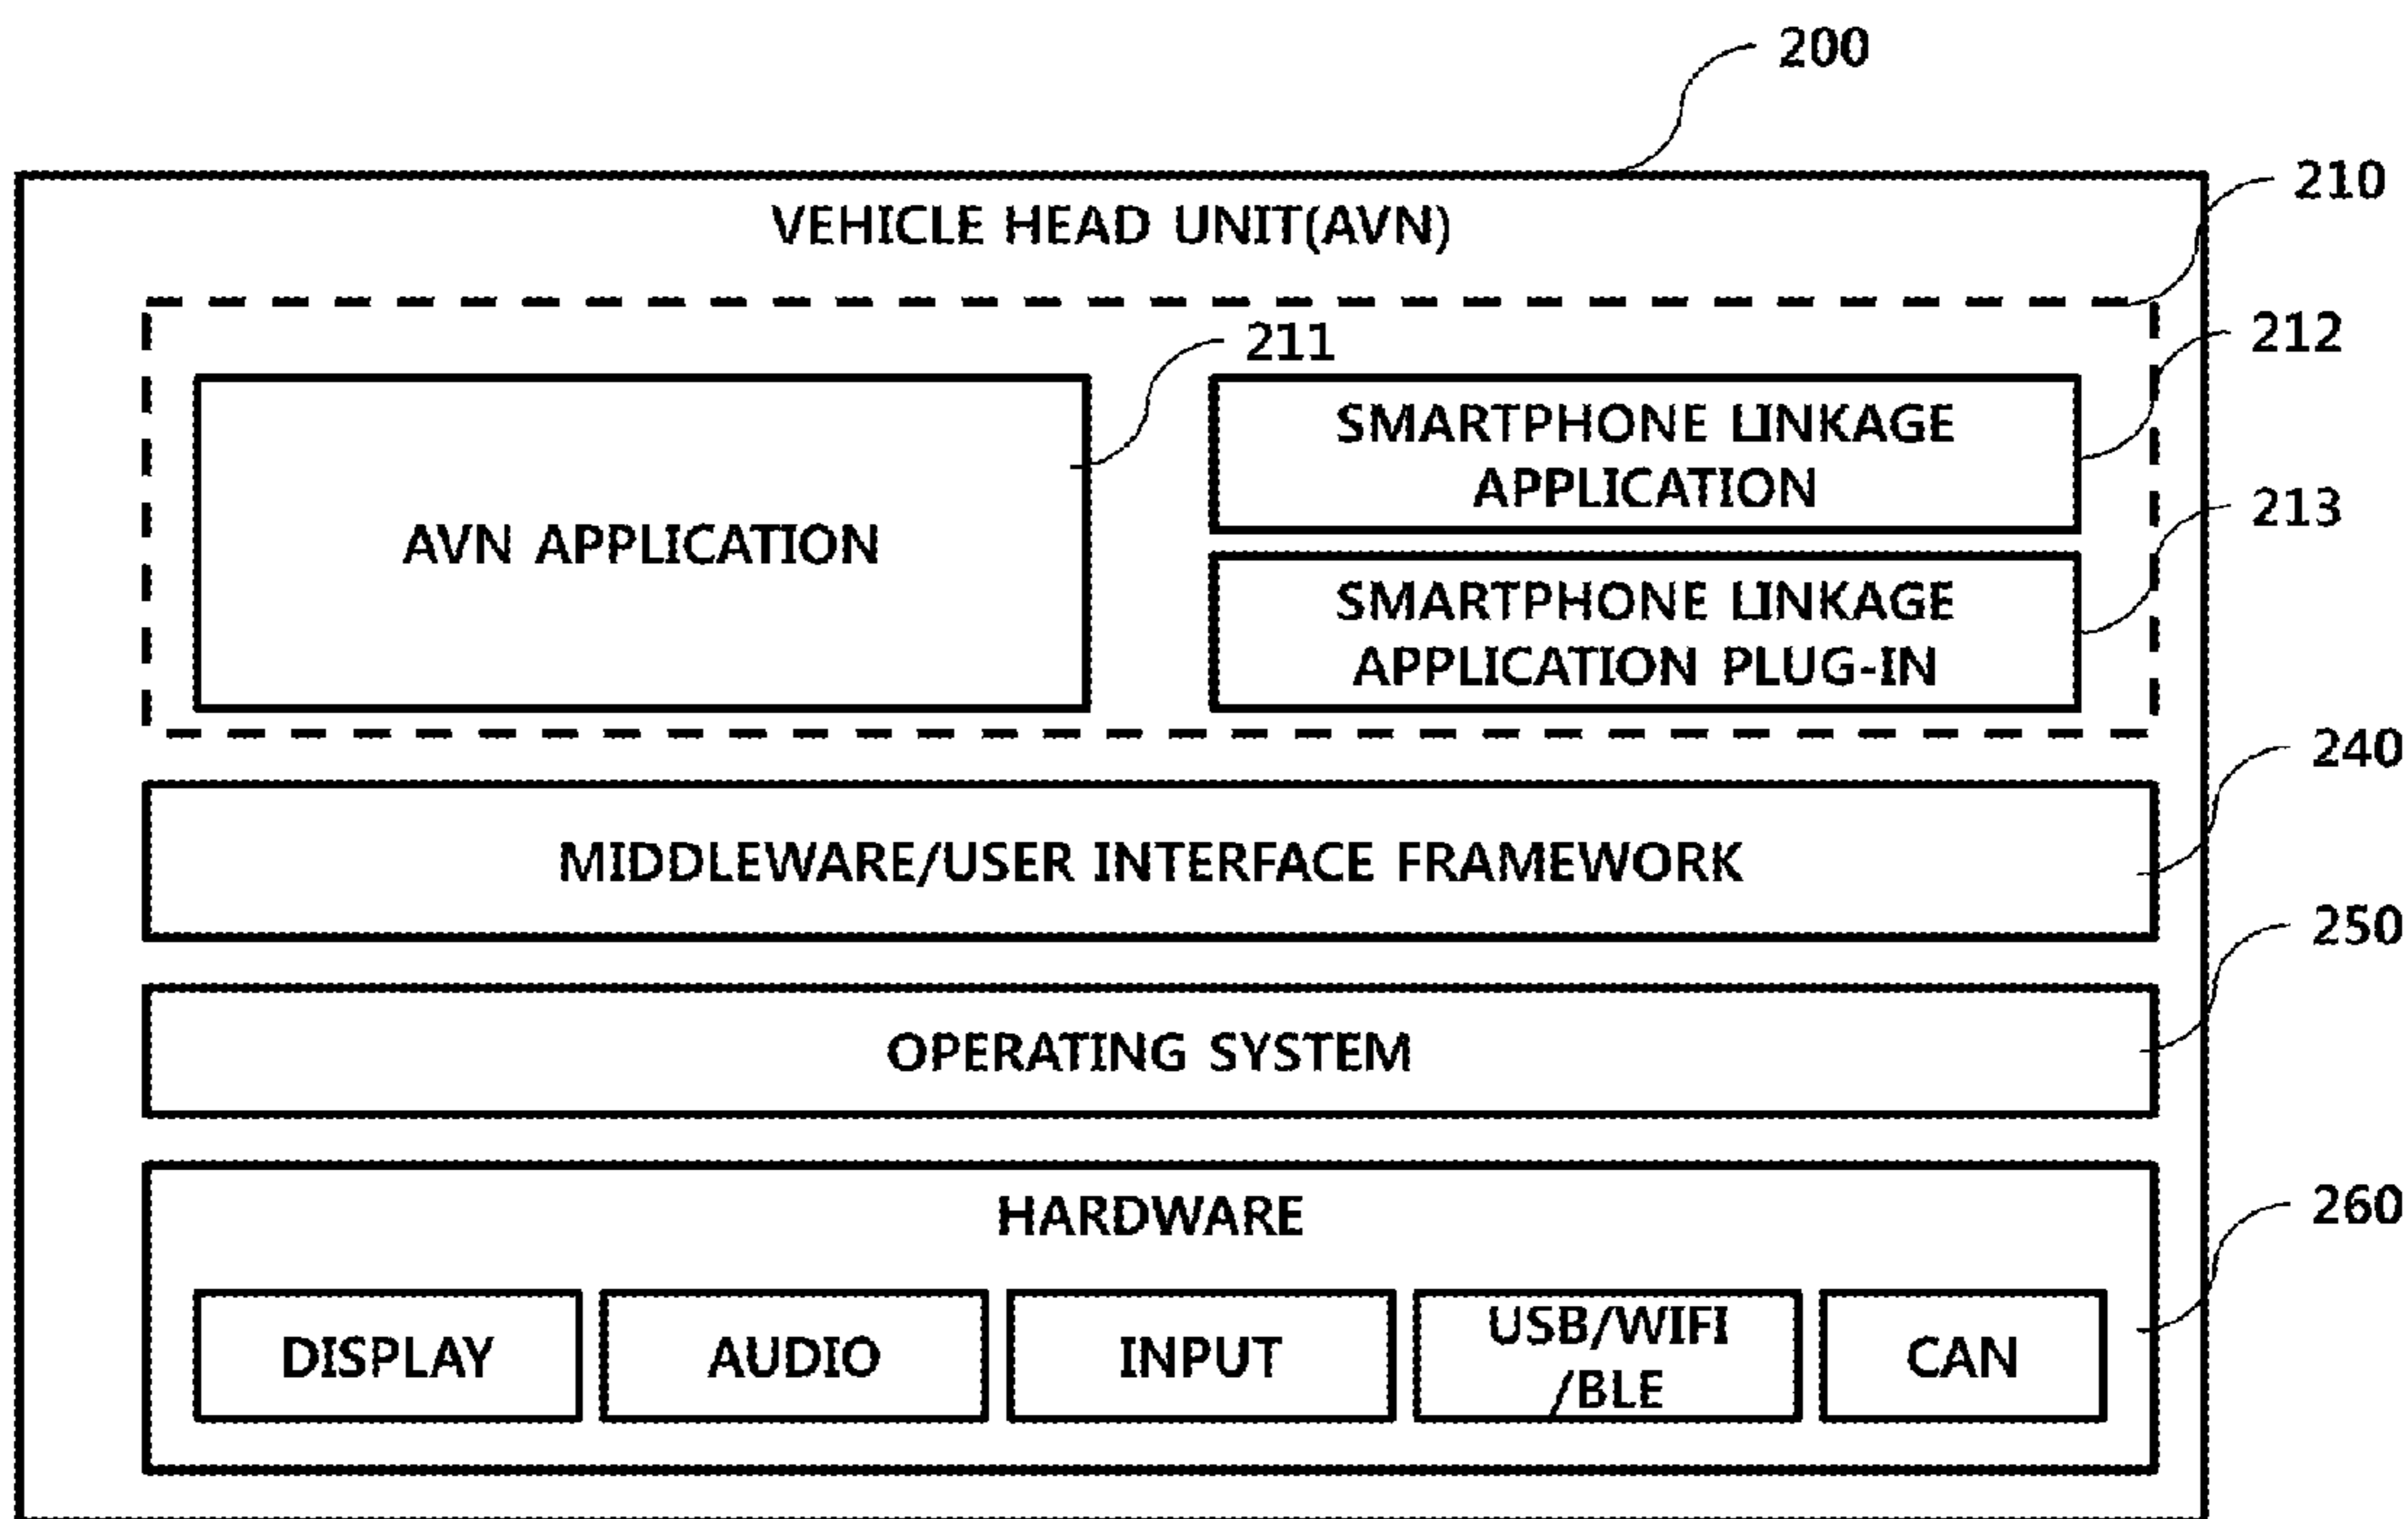 200
210
VEHICLE HEAD UNIT(AVN)
211
212
SMARTPHONE LINKAGE
APPLICATION
AVN APPLICATION
213
SMARTPHONE LINKAGE
APPLICATION PLUG-IN
240
MIDDLEWARE/USER INTERFACE FRAMEWORK
250
OPERATING SYSTEM
260
HARDWARE
DISPLAY
AUDIO
INPUT
USB/WIFI
/BLE
CAN